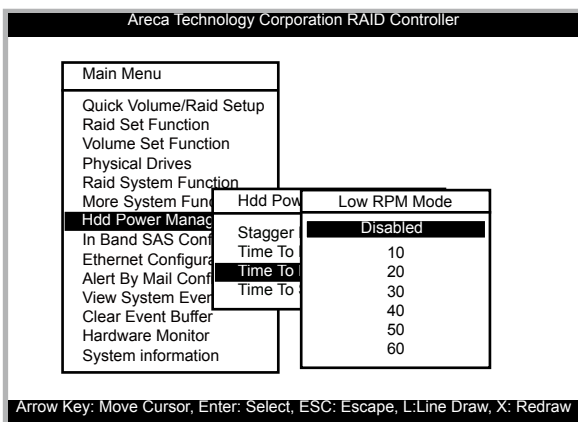 Areca Technology Corporation RAID Controller
Main Menu
Quick Volume/Raid Setup
Raid Set Function
Volume Set Function
Physical Drives
Raid System Function
More System Func
Hdd Power Manag
In Band SAS Conf
Ethernet Configura
Alert By Mail Conf
View System Even
Clear Event Buffer
Hardware Monitor
System information
Hdd Pow
Stagger
Time To
Time To
Time To
Low RPM Mode
Disabled
10
20
30
40
50
60
Arrow Key: Move Cursor, Enter: Select, ESC: Escape, L:Line Draw, X: Redraw